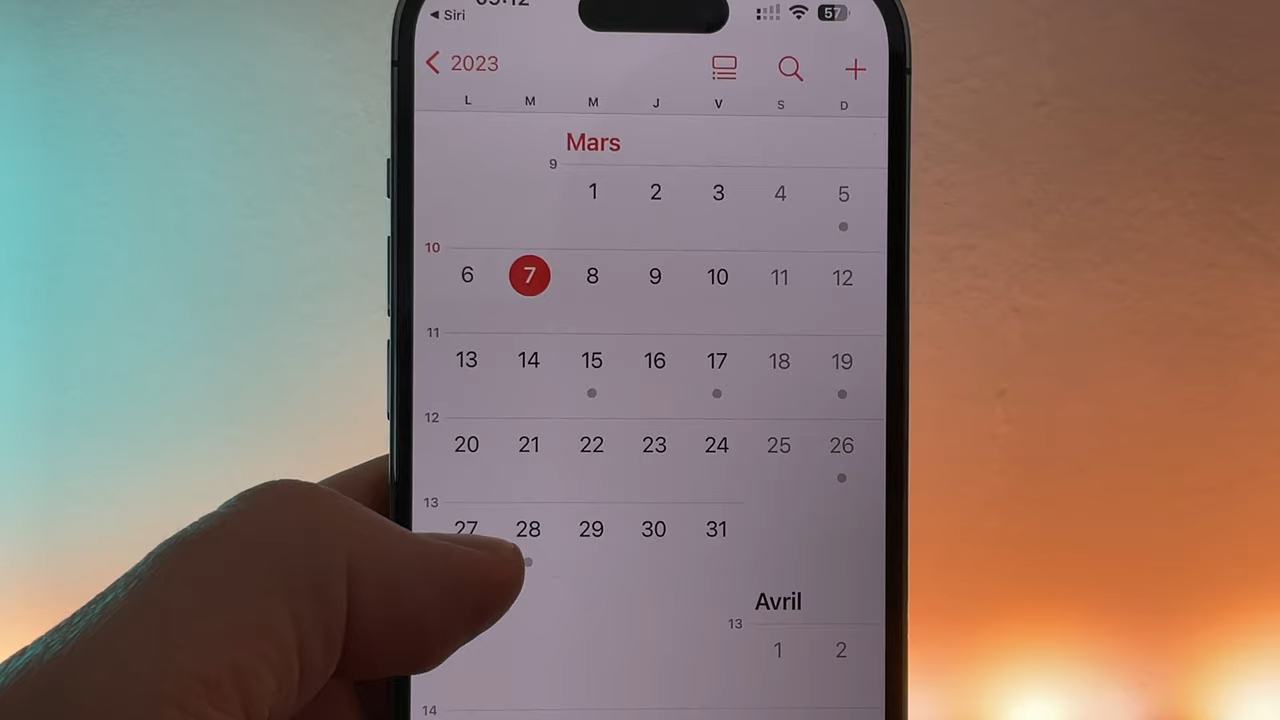 ◀ Siri 57
2023
L M M J V S D
Mars
9
1 2 3 4 5
10
6 7 8 9 10 11 12
11
13 14 15 16 17 18 19
12
20 21 22 23 24 25 26
13
27 28 29 30 31
Avril
13
1 2
14